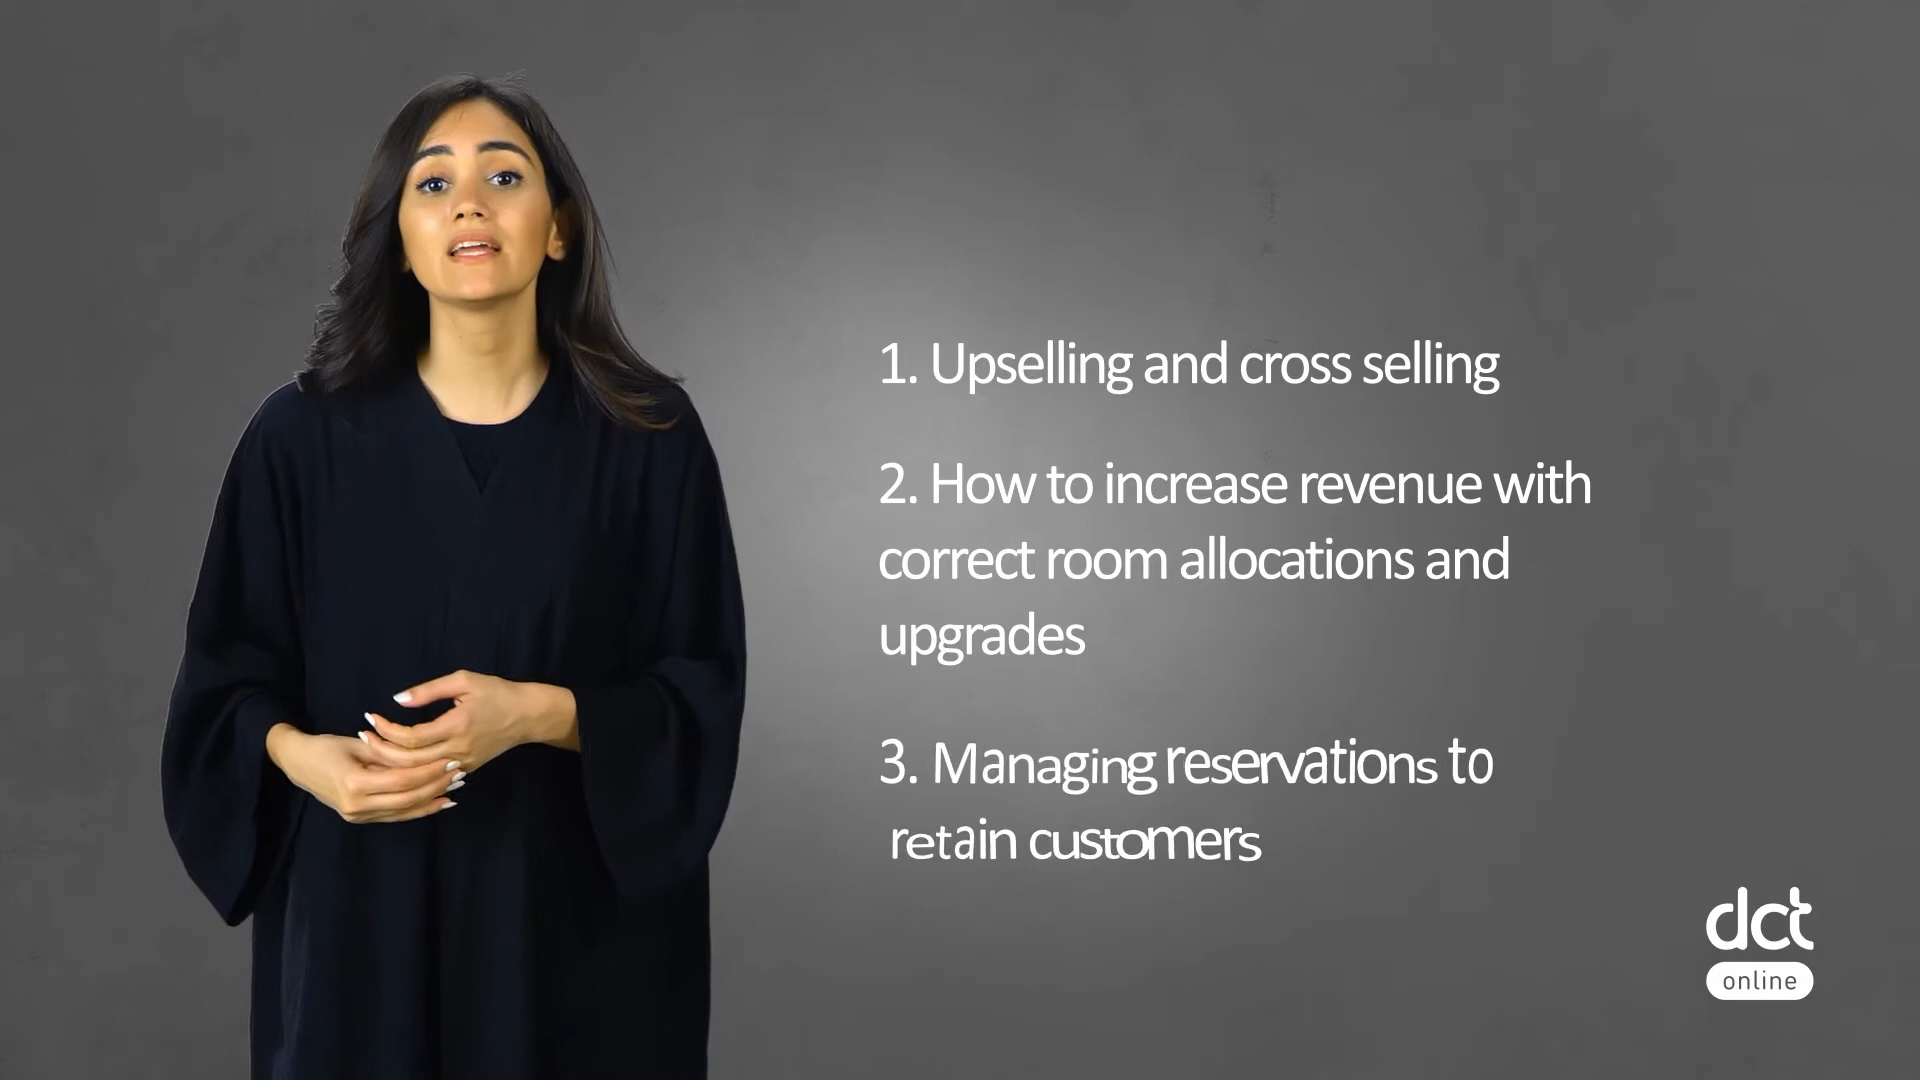 1. Upselling and cross selling
2. How to increase revenue with
correct room allocations and
upgrades
3. Managing reservations to
retain customers
dct
online